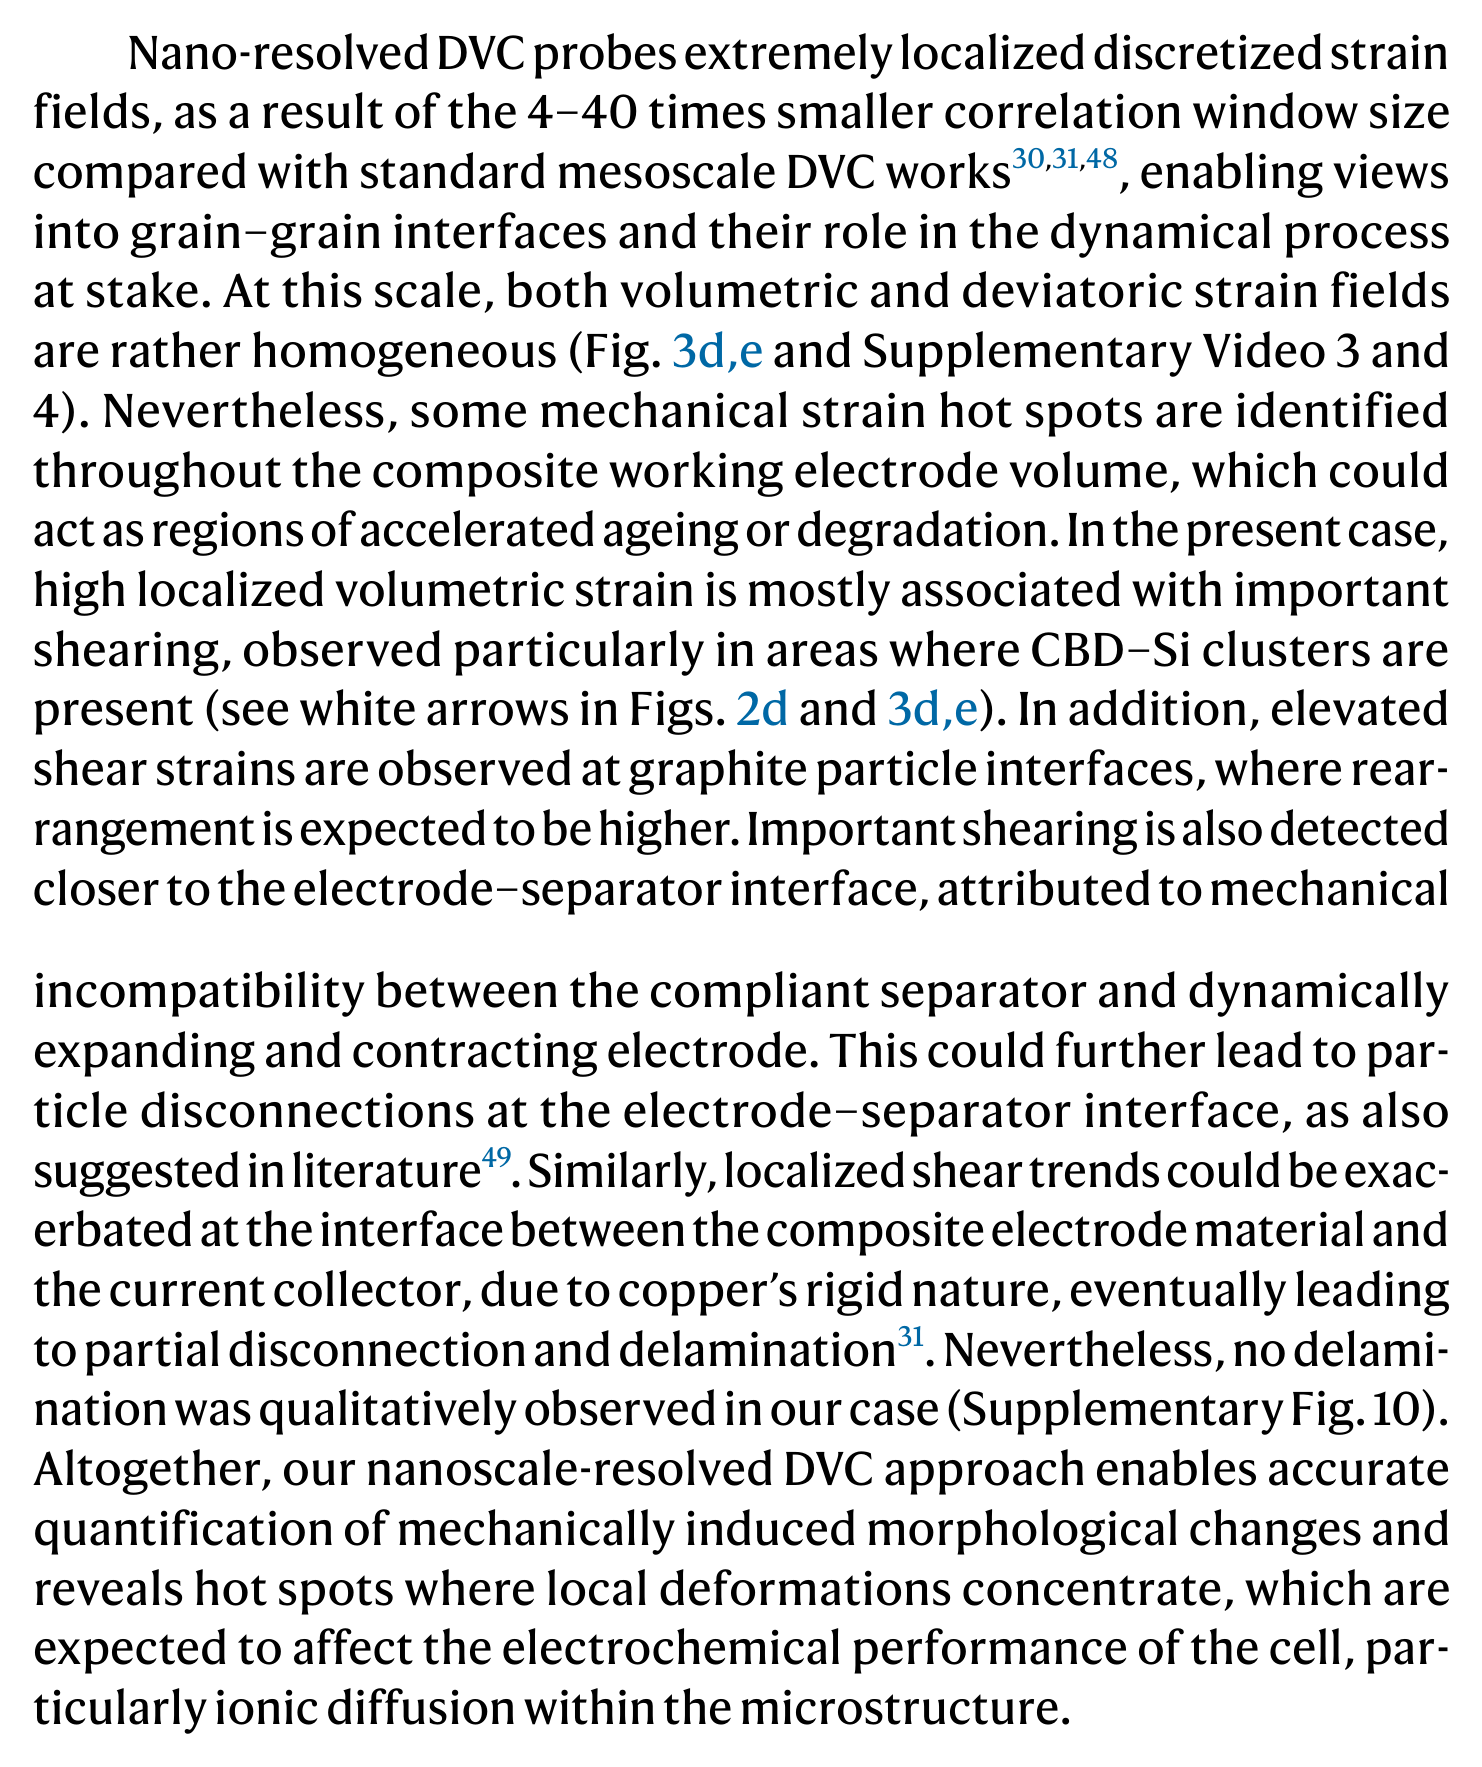 Nano-resolved DVC probes extremely localized discretized strain
fields, as a result of the 4–40 times smaller correlation window size
compared with standard mesoscale DVC works30,31,48, enabling views
into grain–grain interfaces and their role in the dynamical process
at stake. At this scale, both volumetric and deviatoric strain fields
are rather homogeneous (Fig. 3d,e and Supplementary Video 3 and
4). Nevertheless, some mechanical strain hot spots are identified
throughout the composite working electrode volume, which could
act as regions of accelerated ageing or degradation. In the present case,
high localized volumetric strain is mostly associated with important
shearing, observed particularly in areas where CBD–Si clusters are
present (see white arrows in Figs. 2d and 3d,e). In addition, elevated
shear strains are observed at graphite particle interfaces, where rear-
rangement is expected to be higher. Important shearing is also detected
closer to the electrode–separator interface, attributed to mechanical
incompatibility between the compliant separator and dynamically
expanding and contracting electrode. This could further lead to par-
ticle disconnections at the electrode–separator interface, as also
suggested in literature49. Similarly, localized shear trends could be exac-
erbated at the interface between the composite electrode material and
the current collector, due to copper’s rigid nature, eventually leading
to partial disconnection and delamination31. Nevertheless, no delami-
nation was qualitatively observed in our case (Supplementary Fig. 10).
Altogether, our nanoscale-resolved DVC approach enables accurate
quantification of mechanically induced morphological changes and
reveals hot spots where local deformations concentrate, which are
expected to affect the electrochemical performance of the cell, par-
ticularly ionic diffusion within the microstructure.